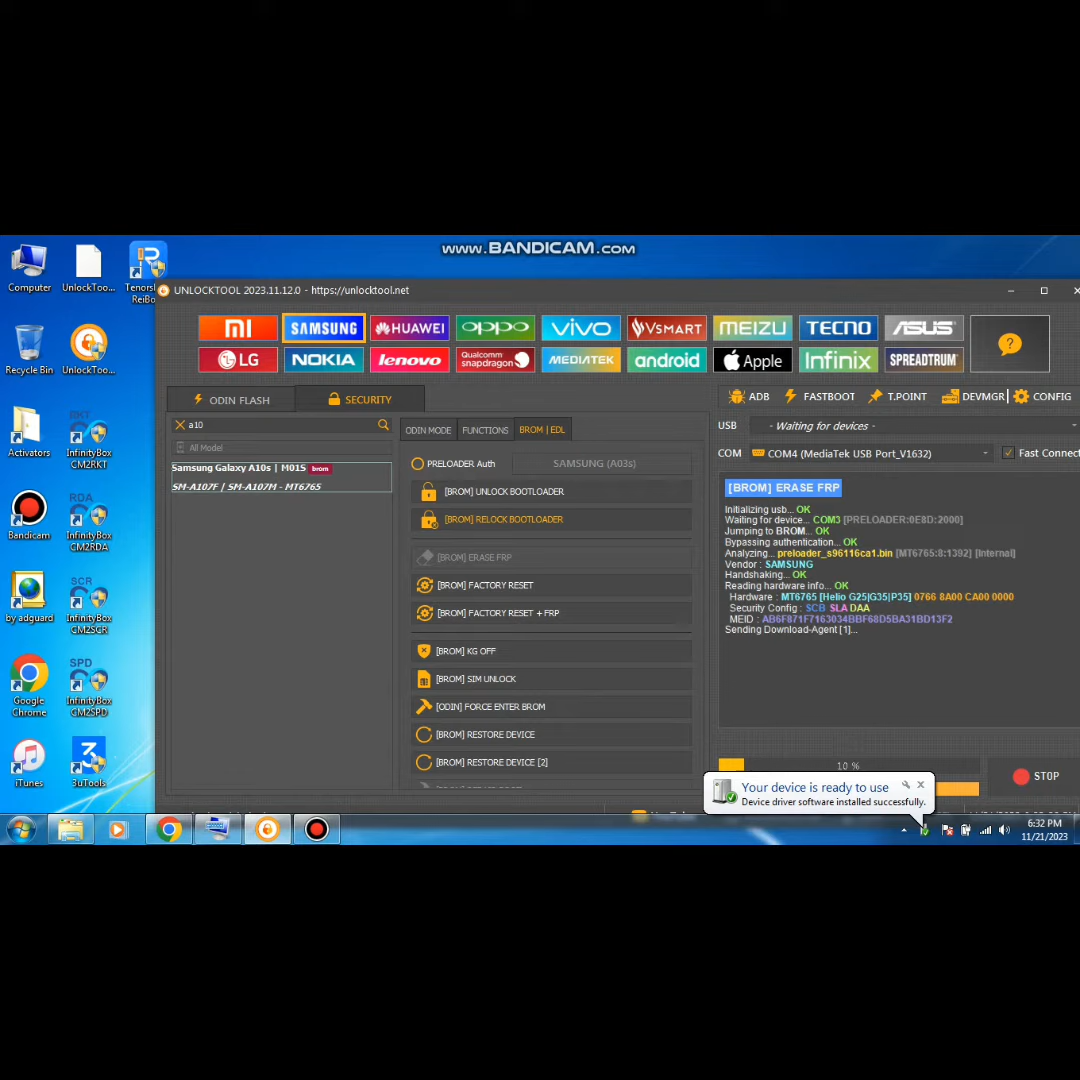 www.BANDICAM.com
Computer
UnlockToo...
Tenorsh
ReiBo
Recycle Bin
UnlockToo...
Activators
InfinityBox
CM2RKT
Bandicam
RDA
InfinityBox
CM2RDA
by adguard
SCR
InfinityBox
CM2SCR
Google
Chrome
SPD
InfinityBox
CM2SPD
iTunes
3uTools
UNLOCKTOOL 2023.11.12.0 - https://unlocktool.net
MI
SAMSUNG
HUAWEI
oppo
vivo
VSMART
MEIZU
TECNO
ASUS
?
LG
NOKIA
lenovo
Qualcomm
snapdragon
MEDIATEK
android
Apple
Infinix
SPREADTRUM
ODIN FLASH
SECURITY
ADB
FASTBOOT
T.POINT
DEVMGR
CONFIG
a10
All Model
Samsung Galaxy A10s | M01S brom
SM-A107F / SM-A107M - MT6765
ODIN MODE
FUNCTIONS
BROM | EDL
PRELOADER Auth
SAMSUNG (A03s)
[BROM] UNLOCK BOOTLOADER
[BROM] RELOCK BOOTLOADER
[BROM] ERASE FRP
[BROM] FACTORY RESET
[BROM] FACTORY RESET + FRP
[BROM] KG OFF
[BROM] SIM UNLOCK
[ODIN] FORCE ENTER BROM
[BROM] RESTORE DEVICE
[BROM] RESTORE DEVICE [2]
USB - Waiting for devices -
COM COM4 (MediaTek USB Port_V1632)
Fast Connect
[BROM] ERASE FRP
Initializing usb... OK
Waiting for device... COM3 [PRELOADER:0E8D:2000]
Jumping to BROM... OK
Bypassing authentication... OK
Analyzing... preloader_s96116ca1.bin [MT6765:8:1392] [Internal]
Vendor : SAMSUNG
Handshaking... OK
Reading hardware info... OK
Hardware : MT6765 [Helio G25|G35|P35] 0766 8A00 CA00 0000
Security Config : SCB SLA DAA
MEID : AB6F871F7163034BBF68D5BA31BD13F2
Sending Download-Agent [1]...
10 %
STOP
Your device is ready to use
Device driver software installed successfully.
6:32 PM
11/21/2023